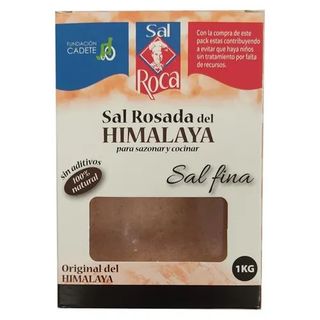 FUNDACIÓN
CADETE
Sal
Roca
Con la compra de este
pack estas contribuyendo
a evitar que haya niños
sin tratamiento por falta
de recursos.
Sal Rosada del
HIMALAYA
para sazonar y cocinar
sin aditivos
100%
natural
Sal fina
Original del
HIMALAYA
1KG